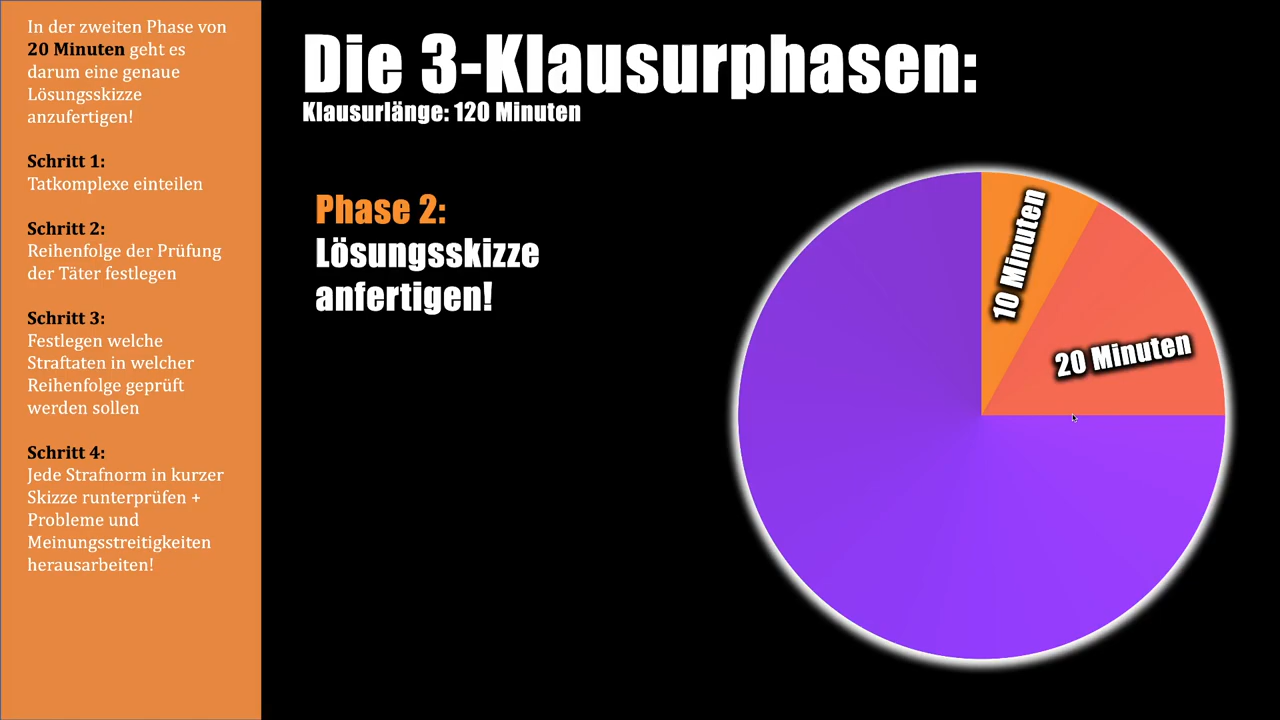 In der zweiten Phase von
20 Minuten geht es
darum eine genaue
Lösungsskizze
anzufertigen!
Schritt 1:
Tatkomplexe einteilen
Schritt 2:
Reihenfolge der Prüfung
der Täter festlegen
Schritt 3:
Festlegen welche
Straftaten in welcher
Reihenfolge geprüft
werden sollen
Schritt 4:
Jede Strafnorm in kurzer
Skizze runterprüfen +
Probleme und
Meinungsstreitigkeiten
herausarbeiten!
Die 3-Klausurphasen:
Klausurlänge: 120 Minuten
Phase 2:
Lösungsskizze
anfertigen!
10 Minuten
20 Minuten